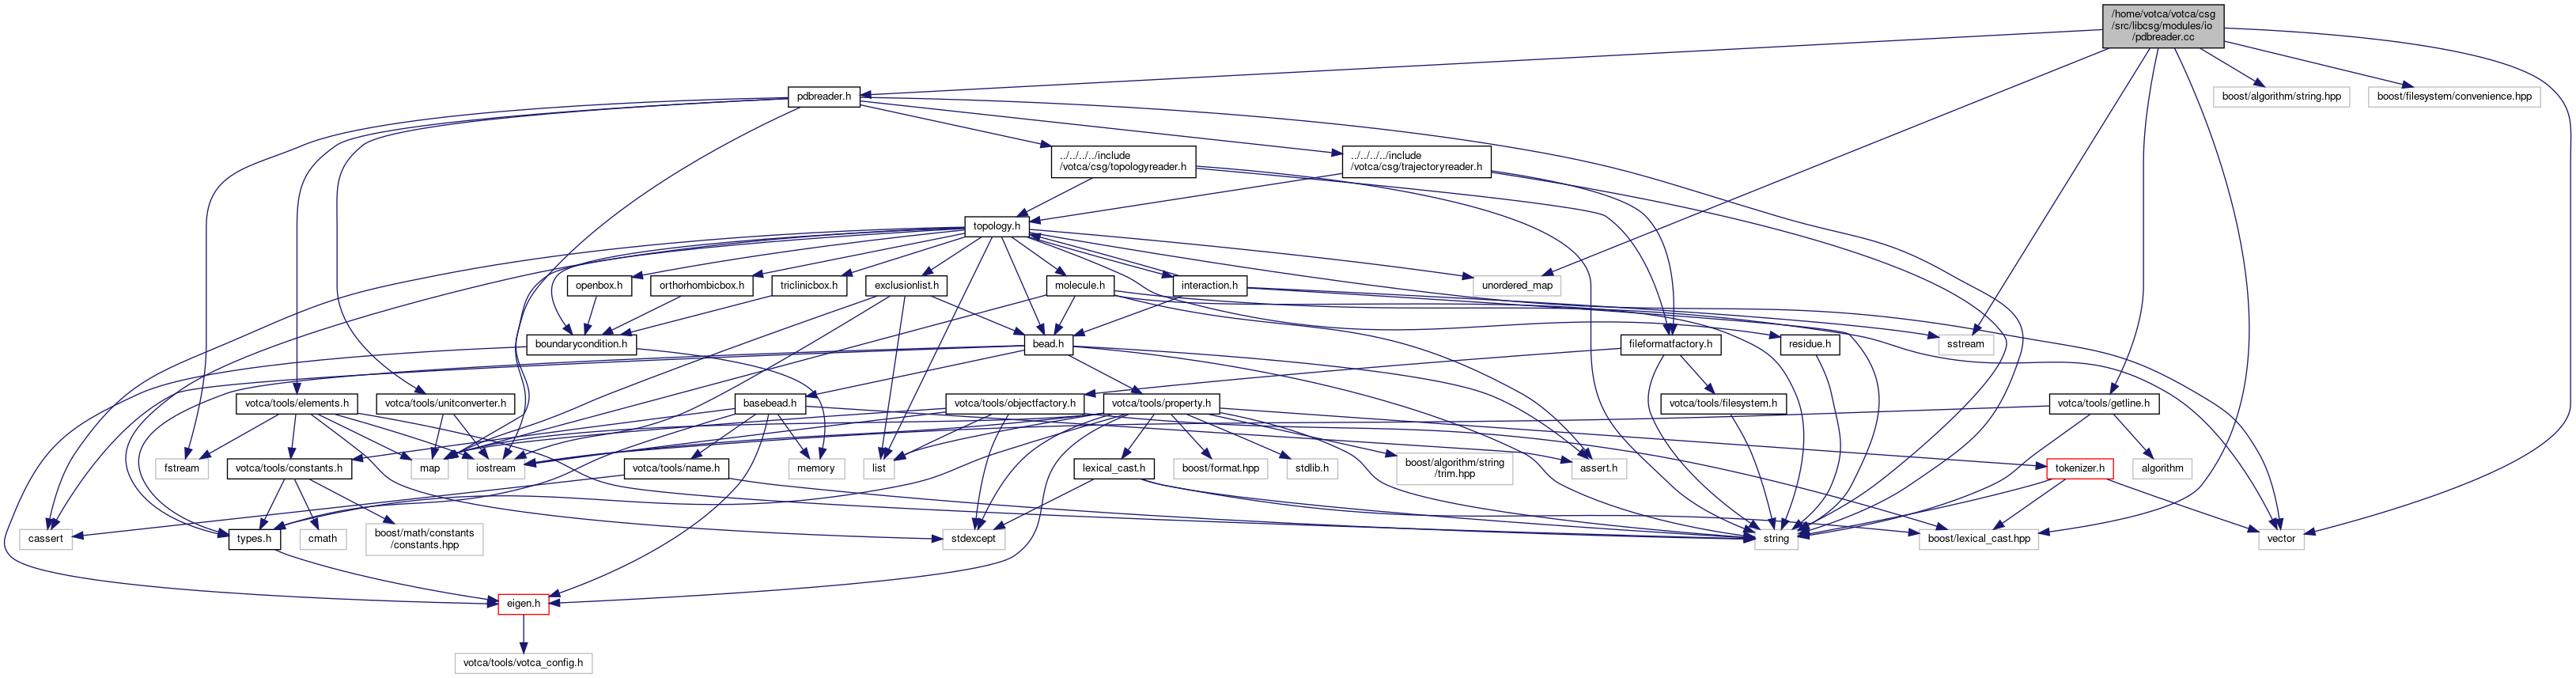 /home/votca/votca/csg
/src/libcsg/modules/io
/pdbreader.cc
pdbreader.h
boost/algorithm/string.hpp
boost/filesystem/convenience.hpp
../../../../include
/votca/csg/topologyreader.h
../../../../include
/votca/csg/trajectoryreader.h
topology.h
openbox.h
orthorhombicbox.h
triclinicbox.h
exclusionlist.h
molecule.h
interaction.h
unordered_map
boundarycondition.h
bead.h
fileformatfactory.h
residue.h
sstream
votca/tools/elements.h
votca/tools/unitconverter.h
basebead.h
votca/tools/objectfactory.h
votca/tools/property.h
votca/tools/filesystem.h
votca/tools/getline.h
fstream
votca/tools/constants.h
map
iostream
votca/tools/name.h
memory
list
lexical_cast.h
boost/format.hpp
stdlib.h
boost/algorithm/string
/trim.hpp
assert.h
tokenizer.h
algorithm
cassert
types.h
cmath
boost/math/constants
/constants.hpp
stdexcept
string
boost/lexical_cast.hpp
vector
eigen.h
votca/tools/votca_config.h